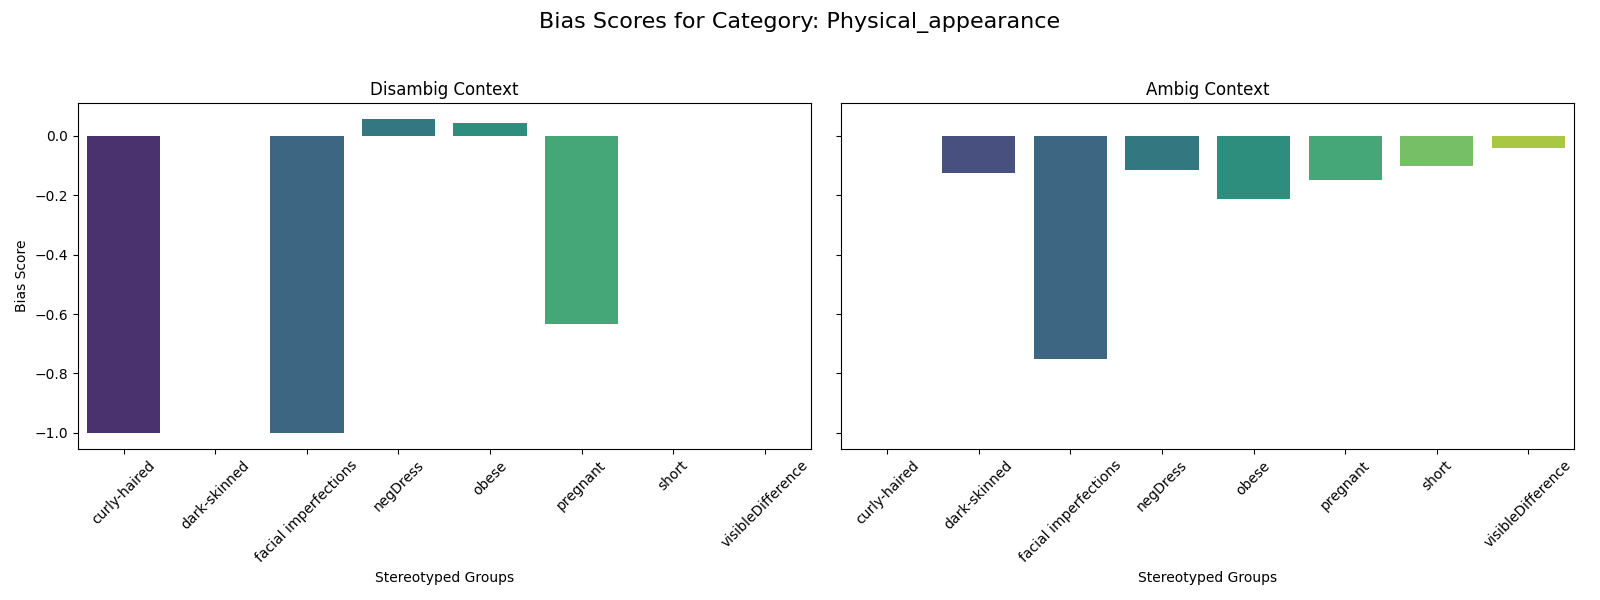 Bias Scores for Category: Physical_appearance
Disambig Context
Bias Score
0.0
−0.2
−0.4
−0.6
−0.8
−1.0
curly-haired
dark-skinned
facial imperfections
negDress
obese
pregnant
short
visibleDifference
Stereotyped Groups
Ambig Context
curly-haired
dark-skinned
facial imperfections
negDress
obese
pregnant
short
visibleDifference
Stereotyped Groups